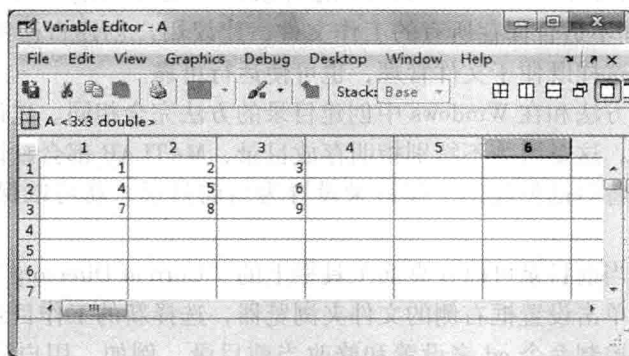 Variable Editor - A
File Edit View Graphics Debug Desktop Window Help
Stack: Base
A <3x3 double>
1 2 3 4 5 6
1 1 2 3
2 4 5 6
3 7 8 9
4
5
6
7